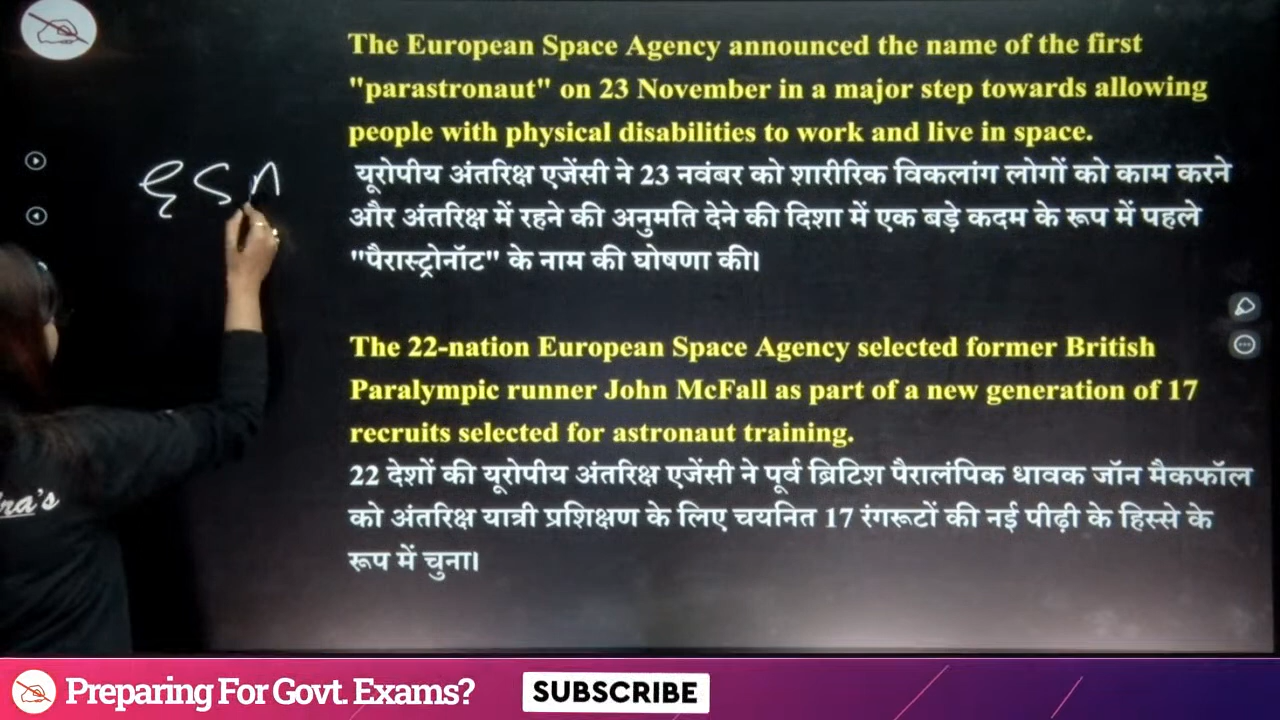 The European Space Agency announced the name of the first
"parastronaut" on 23 November in a major step towards allowing
people with physical disabilities to work and live in space.
यूरोपीय अंतरिक्ष एजेंसी ने 23 नवंबर को शारीरिक विकलांग लोगों को काम करने
और अंतरिक्ष में रहने की अनुमति देने की दिशा में एक बड़े कदम के रूप में पहले
"पैरास्ट्रोनॉट" के नाम की घोषणा की।
ESA
The 22-nation European Space Agency selected former British
Paralympic runner John McFall as part of a new generation of 17
recruits selected for astronaut training.
22 देशों की यूरोपीय अंतरिक्ष एजेंसी ने पूर्व ब्रिटिश पैरालंपिक धावक जॉन मैकफॉल
को अंतरिक्ष यात्री प्रशिक्षण के लिए चयनित 17 रंगरूटों की नई पीढ़ी के हिस्से के
रूप में चुना।
ra's
Preparing For Govt. Exams?
SUBSCRIBE